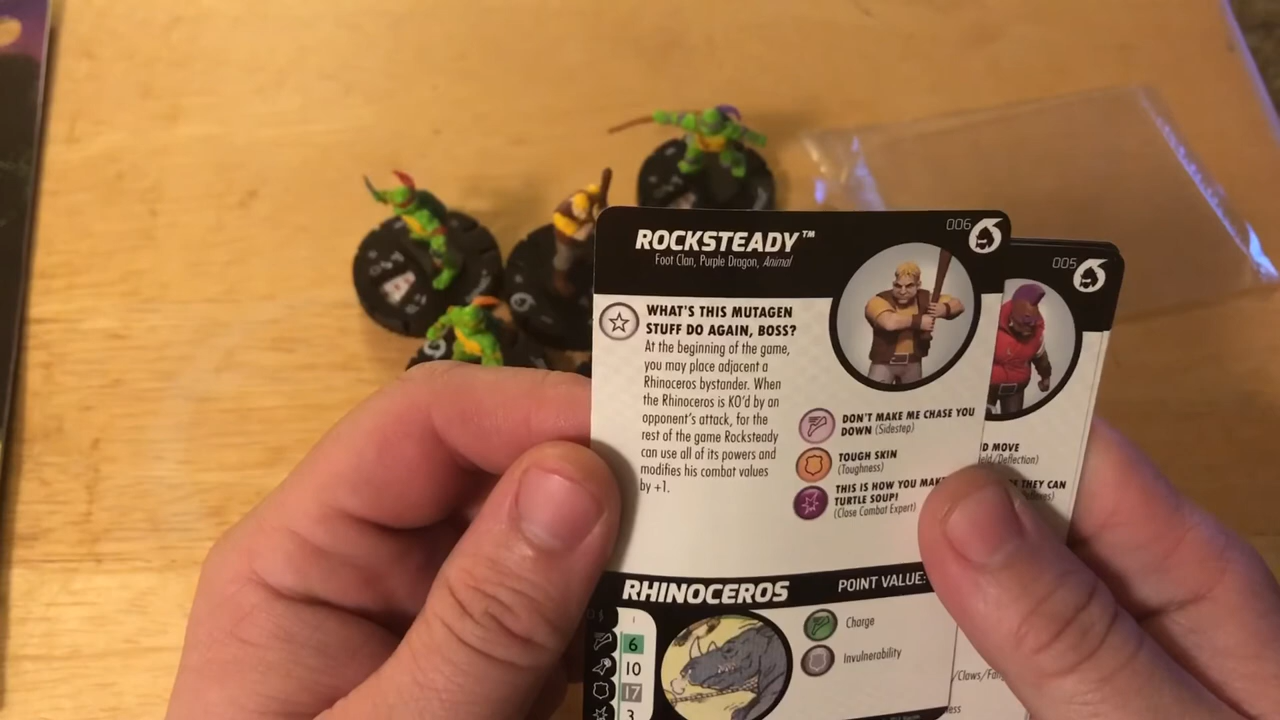 006
ROCKSTEADY™
Foot Clan, Purple Dragon, Animal
WHAT'S THIS MUTAGEN
STUFF DO AGAIN, BOSS?
At the beginning of the game,
you may place adjacent a
Rhinoceros bystander. When
the Rhinoceros is KO'd by an
opponent's attack, for the
rest of the game Rocksteady
can use all of its powers and
modifies his combat values
by +1.
DON'T MAKE ME CHASE YOU
DOWN (Sidestep)
TOUGH SKIN
(Toughness)
THIS IS HOW YOU MAKE
TURTLE SOUP!
(Close Combat Expert)
RHINOCEROS
POINT VALUE:
6
10
17
3
Charge
Invulnerability
005
MOVE
/Deflection)
THEY CAN
/Claws/